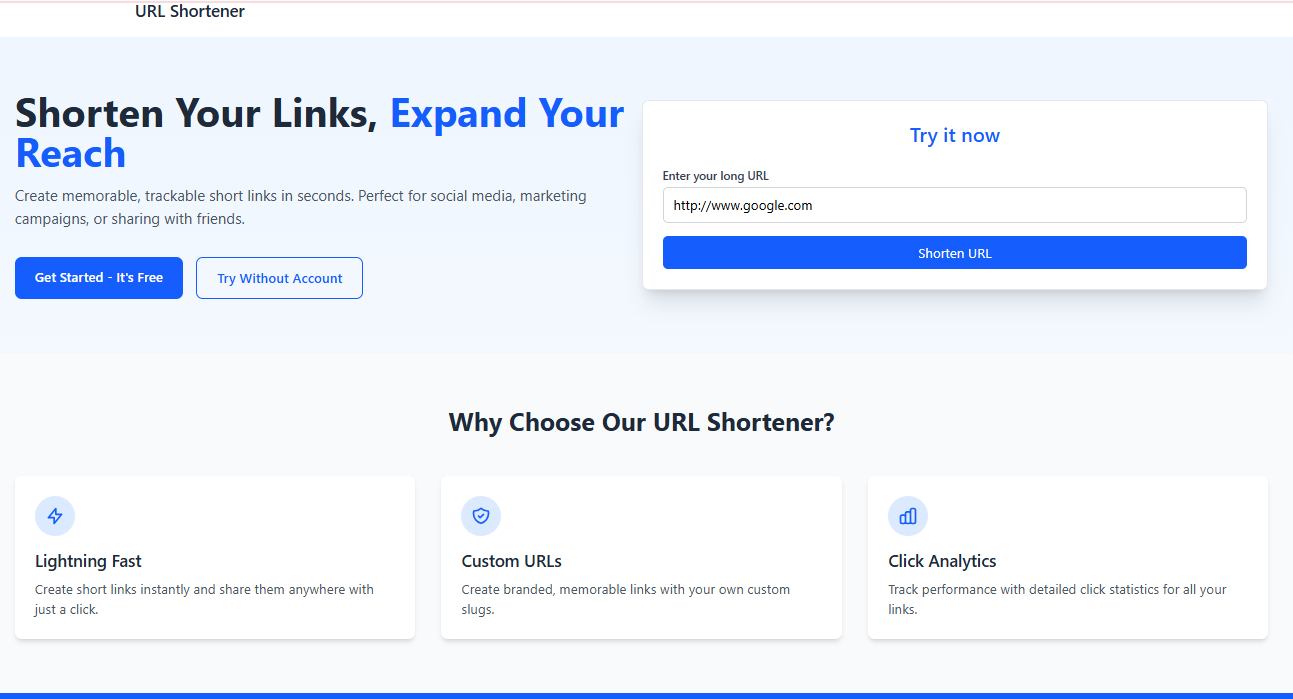 URL Shortener
Shorten Your Links, Expand Your
Reach
Create memorable, trackable short links in seconds. Perfect for social media, marketing
campaigns, or sharing with friends.
Get Started - It's Free
Try Without Account
Try it now
Enter your long URL
http://www.google.com
Shorten URL
Why Choose Our URL Shortener?
Lightning Fast
Create short links instantly and share them anywhere with
just a click.
Custom URLs
Create branded, memorable links with your own custom
slugs.
Click Analytics
Track performance with detailed click statistics for all your
links.